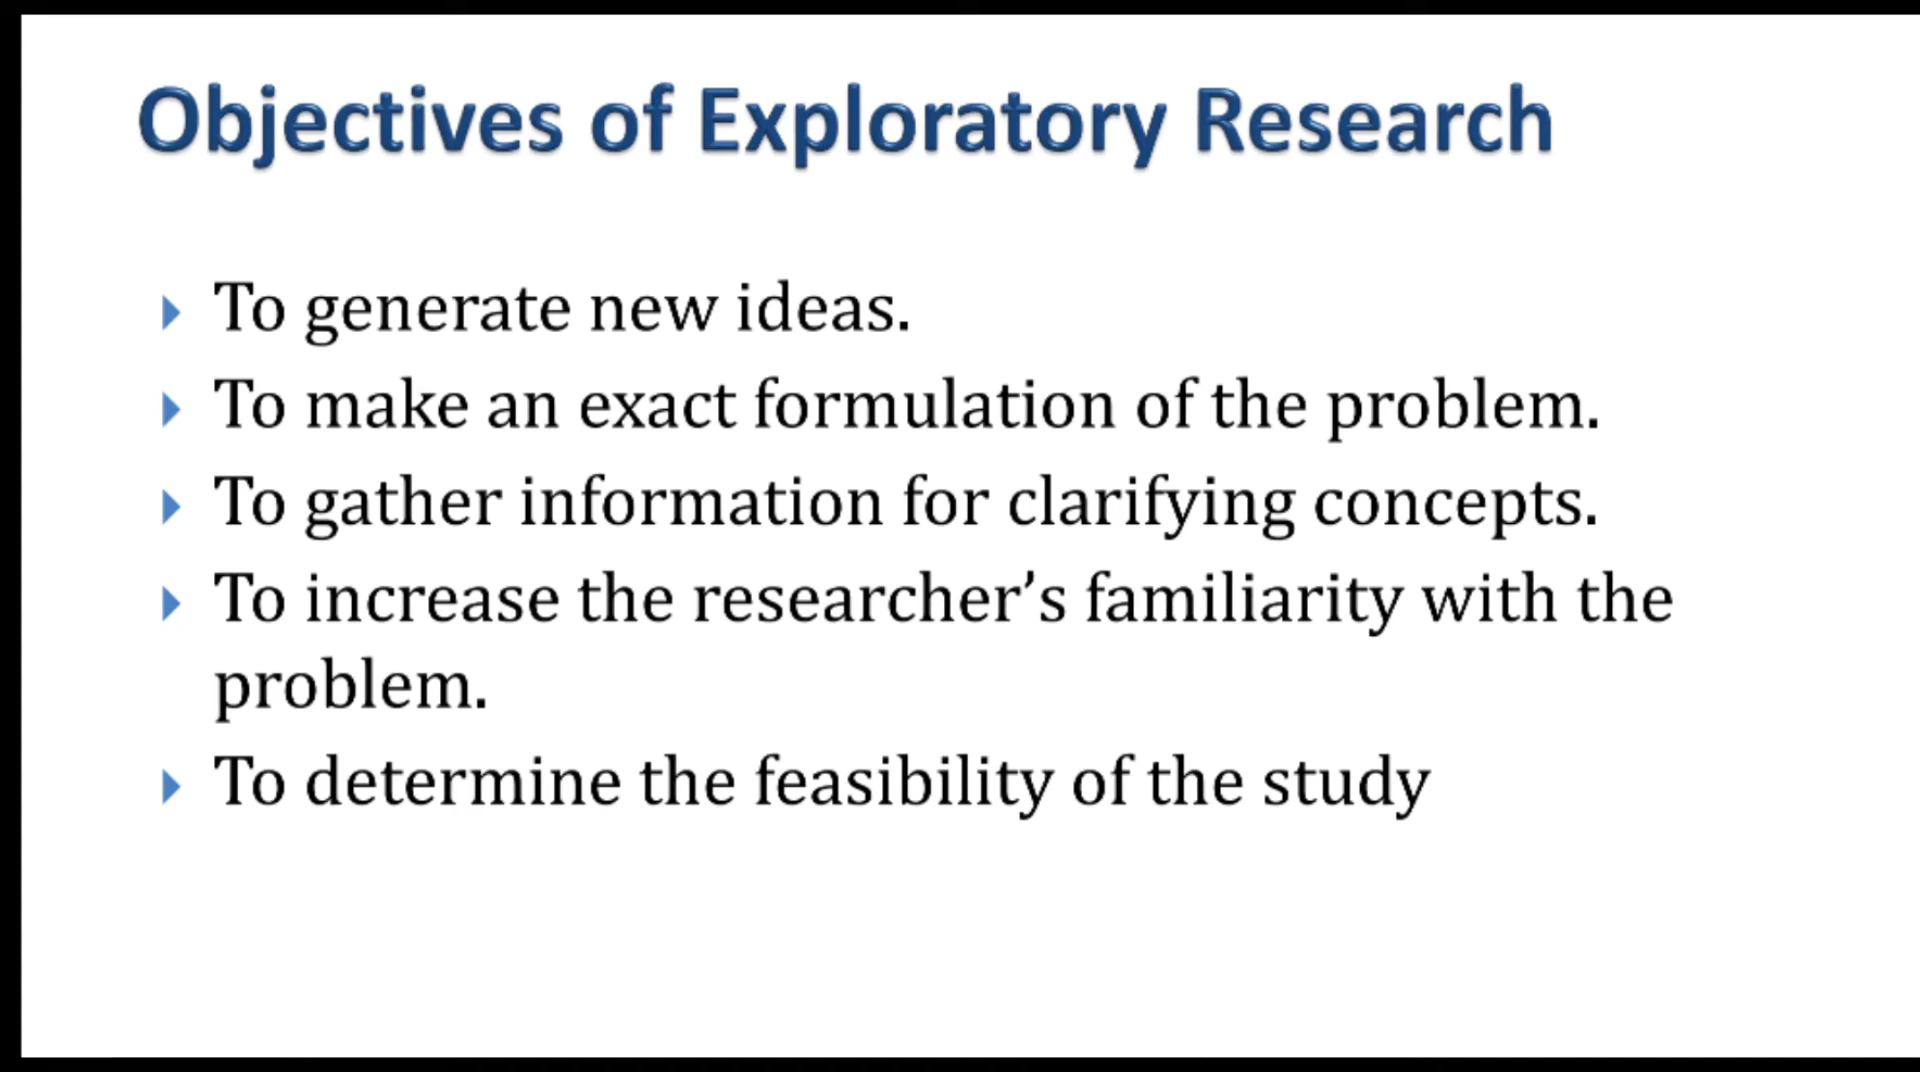 Objectives of Exploratory Research
To generate new ideas.
To make an exact formulation of the problem.
To gather information for clarifying concepts.
To increase the researcher’s familiarity with the
problem.
To determine the feasibility of the study